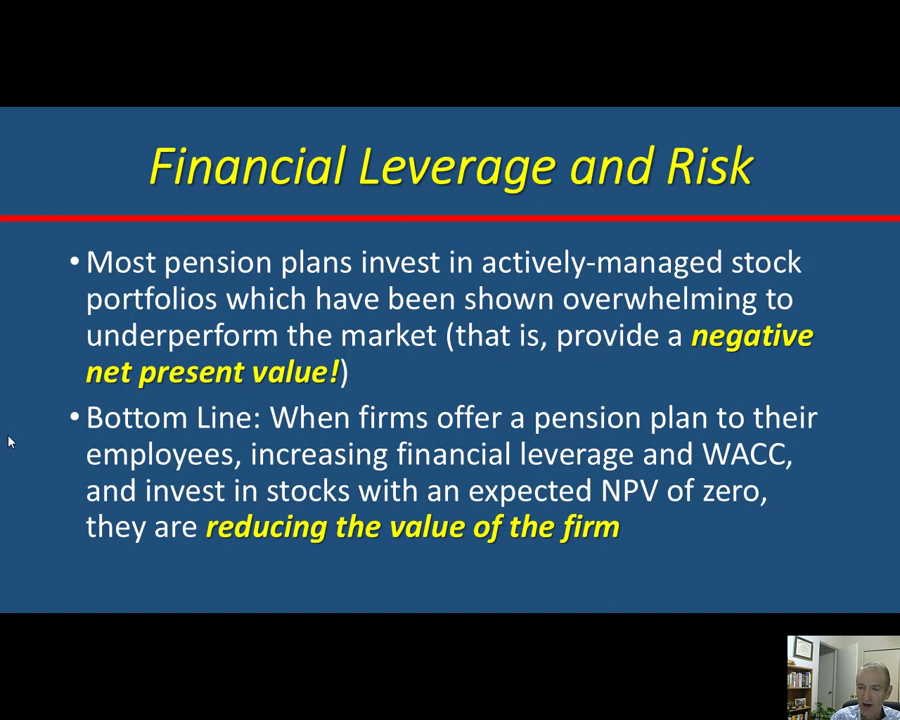 Financial Leverage and Risk
• Most pension plans invest in actively-managed stock
portfolios which have been shown overwhelming to
underperform the market (that is, provide a negative
net present value!)
• Bottom Line: When firms offer a pension plan to their
employees, increasing financial leverage and WACC,
and invest in stocks with an expected NPV of zero,
they are reducing the value of the firm